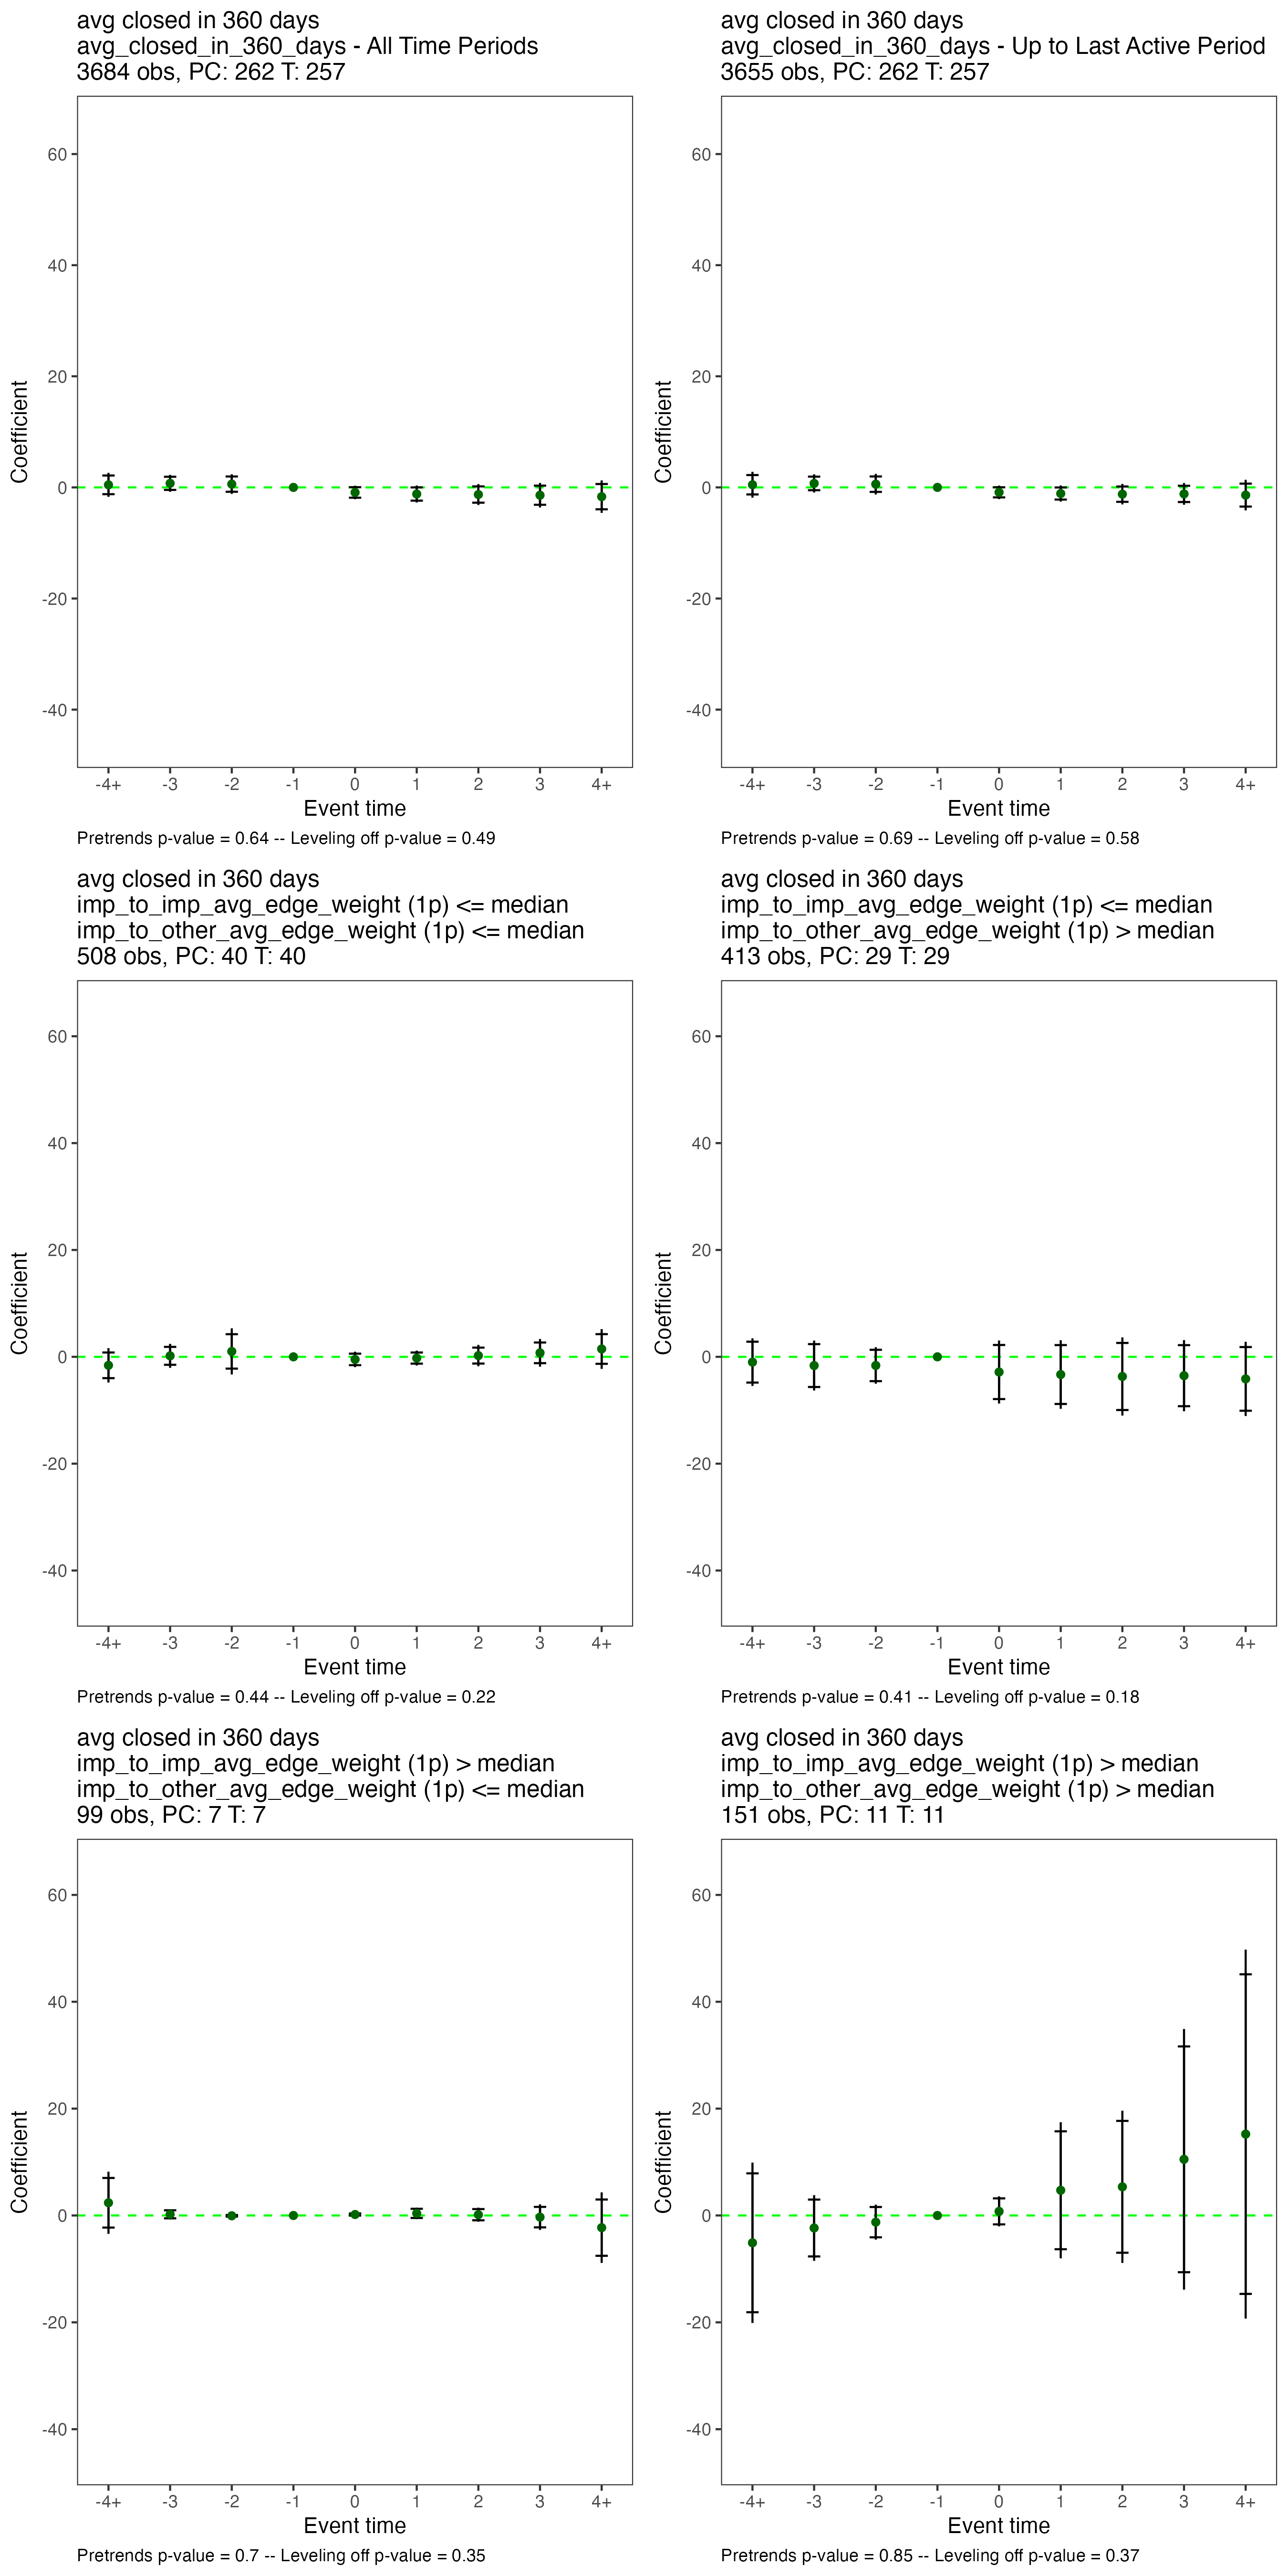 avg closed in 360 days
avg_closed_in_360_days - All Time Periods
3684 obs, PC: 262 T: 257
Coefficient
60
40
20
0
-20
-40
-4+ -3 -2 -1 0 1 2 3 4+
Event time
Pretrends p-value = 0.64 -- Leveling off p-value = 0.49
avg closed in 360 days
avg_closed_in_360_days - Up to Last Active Period
3655 obs, PC: 262 T: 257
Coefficient
60
40
20
0
-20
-40
-4+ -3 -2 -1 0 1 2 3 4+
Event time
Pretrends p-value = 0.69 -- Leveling off p-value = 0.58
avg closed in 360 days
imp_to_imp_avg_edge_weight (1p) <= median
imp_to_other_avg_edge_weight (1p) <= median
508 obs, PC: 40 T: 40
Coefficient
60
40
20
0
-20
-40
-4+ -3 -2 -1 0 1 2 3 4+
Event time
Pretrends p-value = 0.44 -- Leveling off p-value = 0.22
avg closed in 360 days
imp_to_imp_avg_edge_weight (1p) <= median
imp_to_other_avg_edge_weight (1p) > median
413 obs, PC: 29 T: 29
Coefficient
60
40
20
0
-20
-40
-4+ -3 -2 -1 0 1 2 3 4+
Event time
Pretrends p-value = 0.41 -- Leveling off p-value = 0.18
avg closed in 360 days
imp_to_imp_avg_edge_weight (1p) > median
imp_to_other_avg_edge_weight (1p) <= median
99 obs, PC: 7 T: 7
Coefficient
60
40
20
0
-20
-40
-4+ -3 -2 -1 0 1 2 3 4+
Event time
Pretrends p-value = 0.7 -- Leveling off p-value = 0.35
avg closed in 360 days
imp_to_imp_avg_edge_weight (1p) > median
imp_to_other_avg_edge_weight (1p) > median
151 obs, PC: 11 T: 11
Coefficient
60
40
20
0
-20
-40
-4+ -3 -2 -1 0 1 2 3 4+
Event time
Pretrends p-value = 0.85 -- Leveling off p-value = 0.37